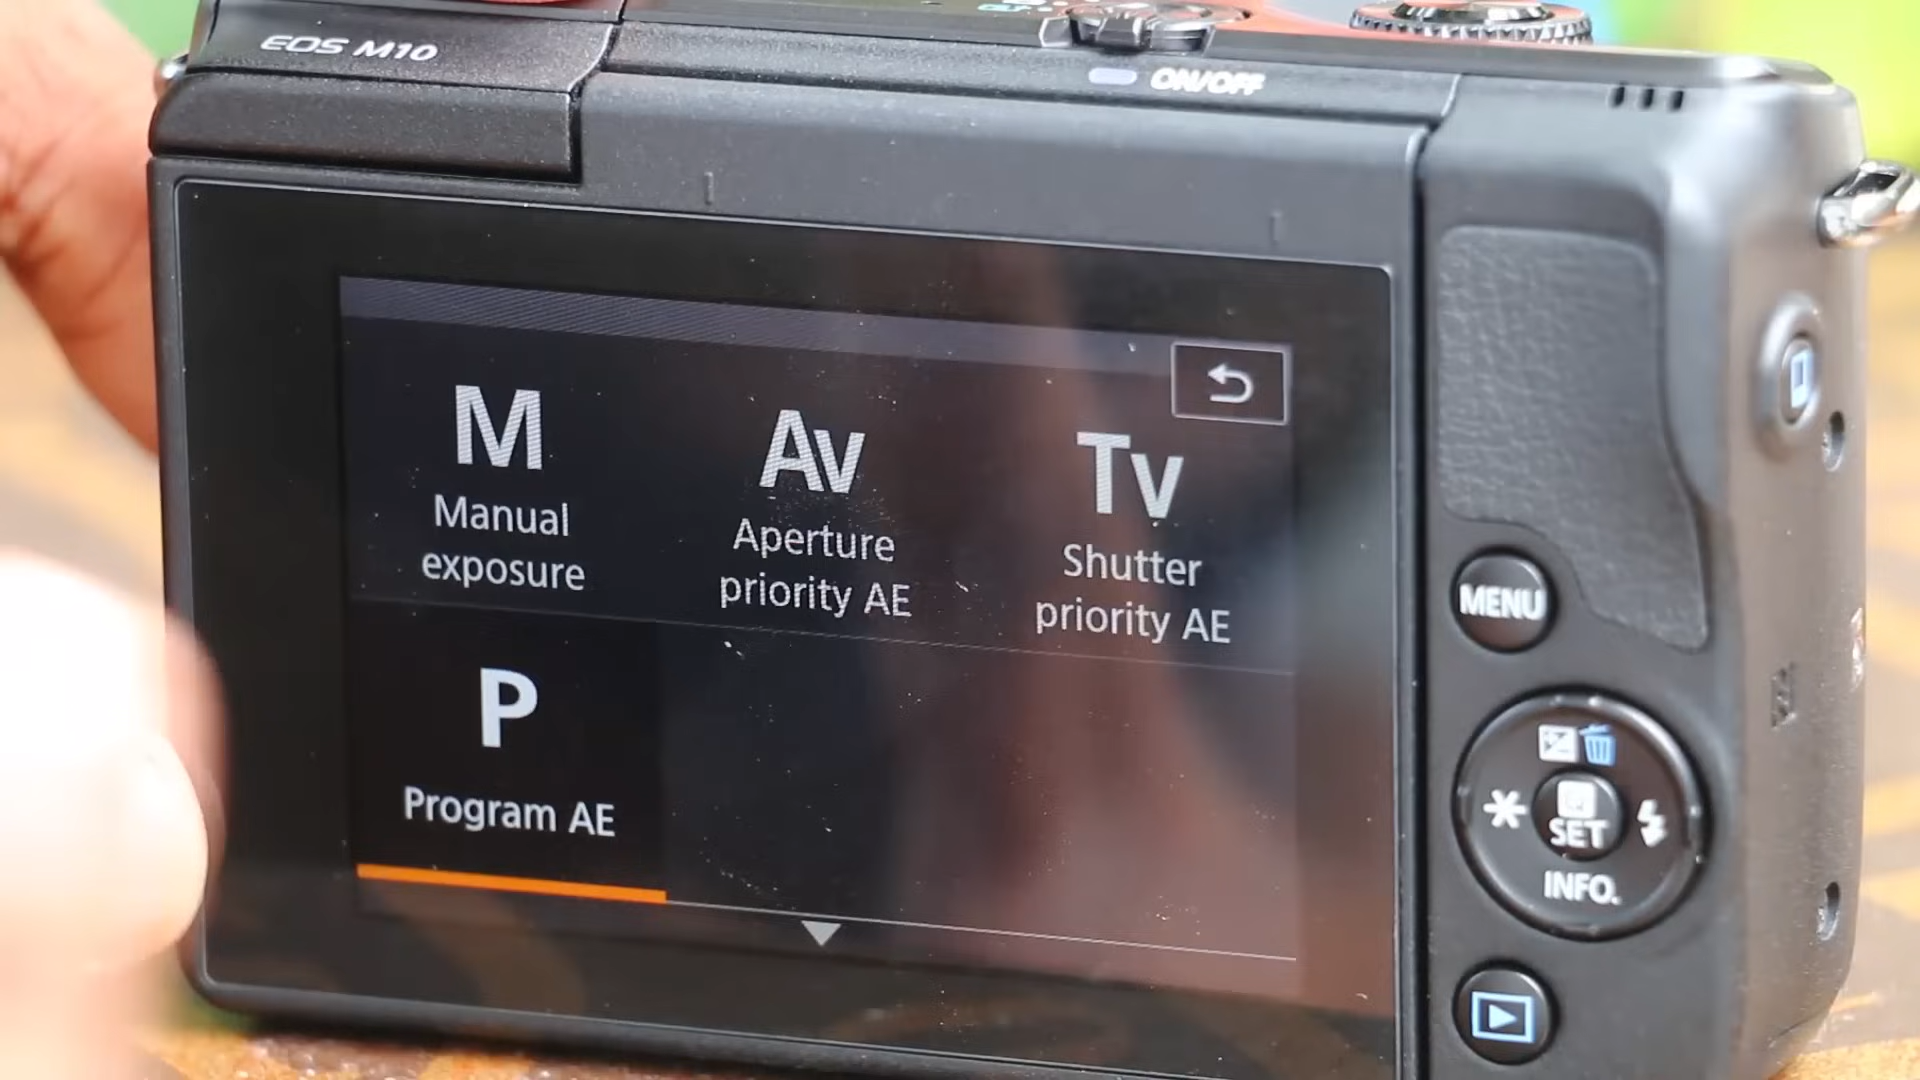 EOS M10
ON/OFF
M
Manual
exposure
Av
Aperture
priority AE
Tv
Shutter
priority AE
P
Program AE
MENU
SET
INFO.